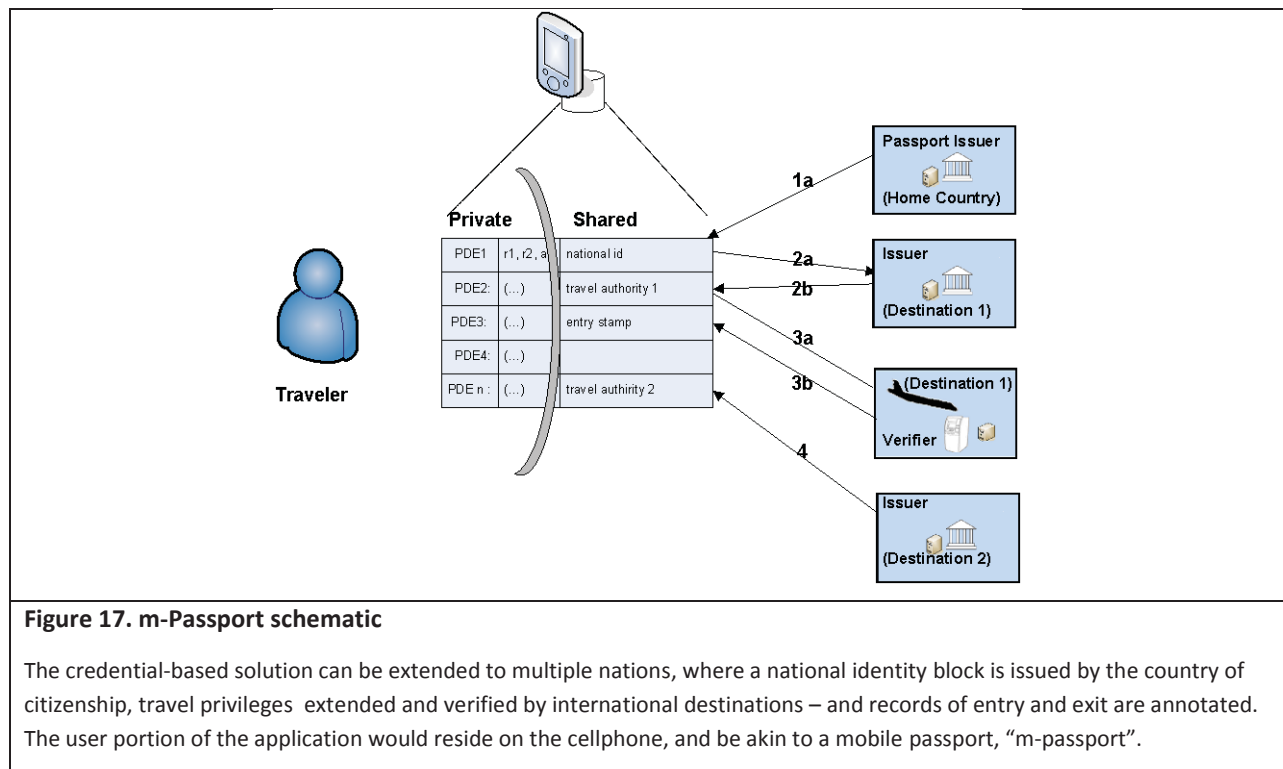 Passport Issuer
(Home Country)
1a
Private Shared
PDE1 r1, r2, a national id
PDE2: (...) travel authority 1
PDE3: (...) entry stamp
PDE4: (...)
PDE n : (...) travel authirity 2
Traveler
2a
2b
Issuer
(Destination 1)
3a
3b
(Destination 1)
Verifier
4
Issuer
(Destination 2)
Figure 17. m-Passport schematic
The credential-based solution can be extended to multiple nations, where a national identity block is issued by the country of
citizenship, travel privileges extended and verified by international destinations – and records of entry and exit are annotated.
The user portion of the application would reside on the cellphone, and be akin to a mobile passport, “m-passport”.